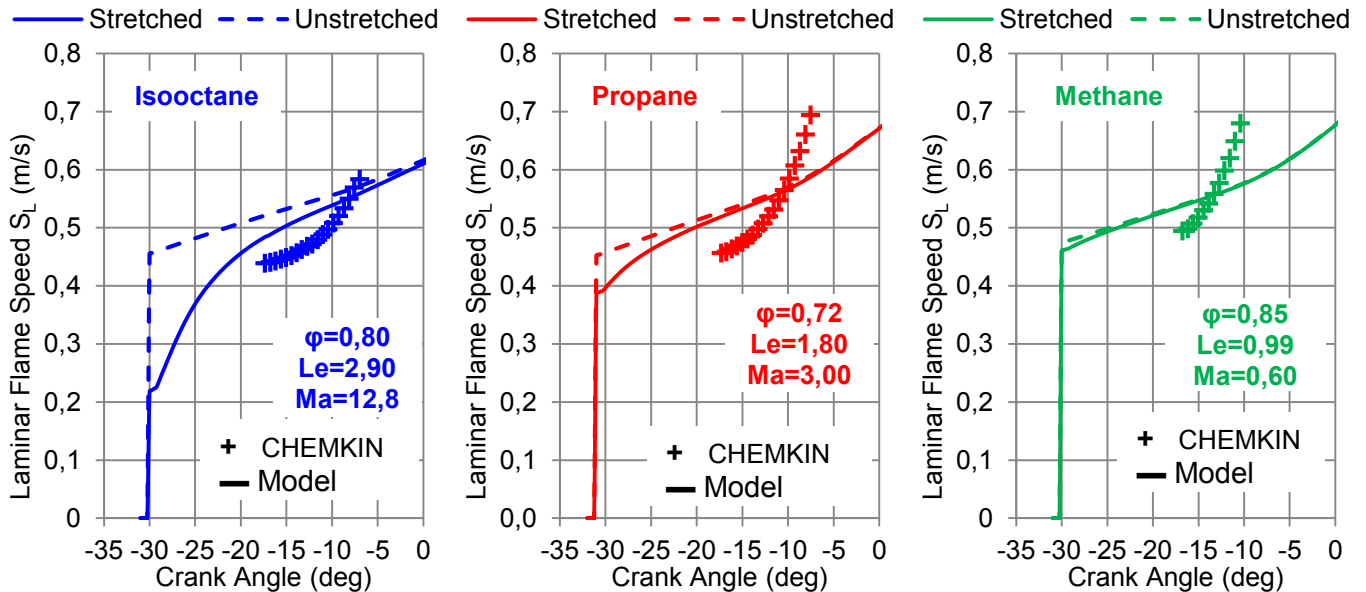 Stretched Unstretched
Laminar Flame Speed S_L (m/s)
0,8
0,7
0,6
0,5
0,4
0,3
0,2
0,1
0
Isooctane
φ=0,80
Le=2,90
Ma=12,8
CHEMKIN
Model
-35 -30 -25 -20 -15 -10 -5 0
Crank Angle (deg)
Stretched Unstretched
Laminar Flame Speed S_L (m/s)
0,8
0,7
0,6
0,5
0,4
0,3
0,2
0,1
0,0
Propane
φ=0,72
Le=1,80
Ma=3,00
CHEMKIN
Model
-35 -30 -25 -20 -15 -10 -5 0
Crank Angle (deg)
Stretched Unstretched
Laminar Flame Speed S_L (m/s)
0,8
0,7
0,6
0,5
0,4
0,3
0,2
0,1
0
Methane
φ=0,85
Le=0,99
Ma=0,60
CHEMKIN
Model
-35 -30 -25 -20 -15 -10 -5 0
Crank Angle (deg)